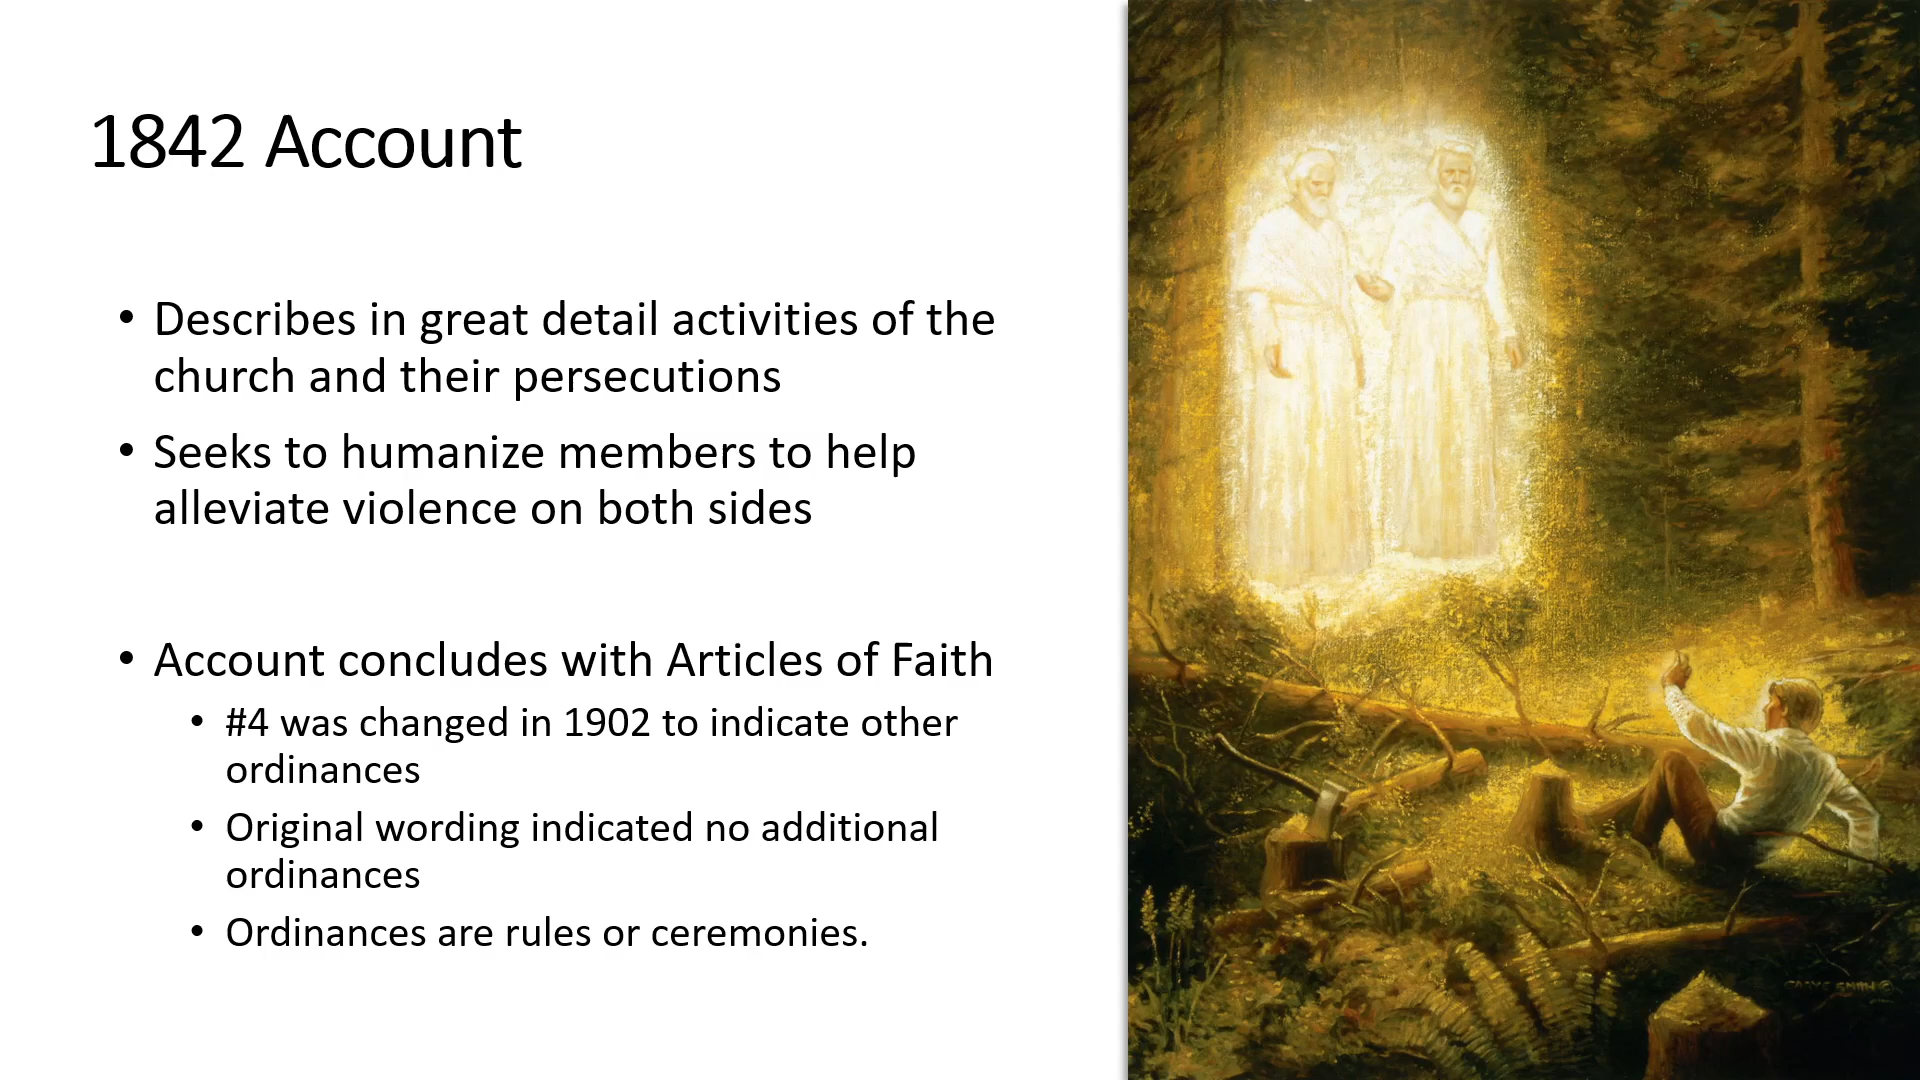 1842 Account
• Describes in great detail activities of the
church and their persecutions
• Seeks to humanize members to help
alleviate violence on both sides
• Account concludes with Articles of Faith
• #4 was changed in 1902 to indicate other
ordinances
• Original wording indicated no additional
ordinances
• Ordinances are rules or ceremonies.